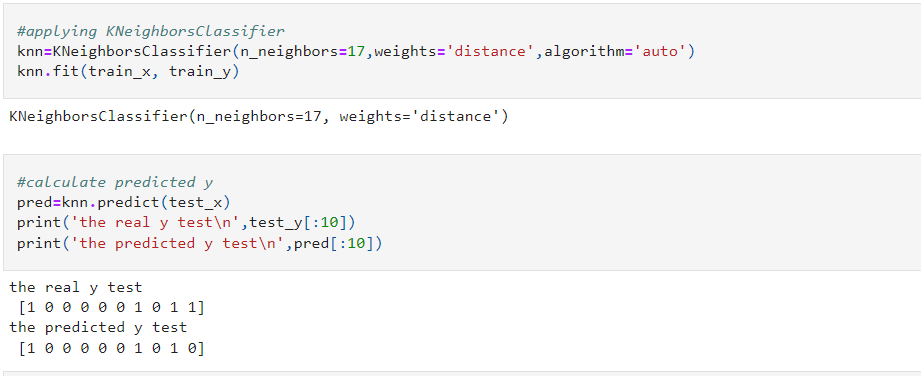 #applying KNeighborsClassifier
knn=KNeighborsClassifier(n_neighbors=17,weights='distance',algorithm='auto')
knn.fit(train_x, train_y)
KNeighborsClassifier(n_neighbors=17, weights='distance')
#calculate predicted y
pred=knn.predict(test_x)
print('the real y test\n',test_y[:10])
print('the predicted y test\n',pred[:10])
the real y test
[1 0 0 0 0 0 1 0 1 1]
the predicted y test
[1 0 0 0 0 0 1 0 1 0]